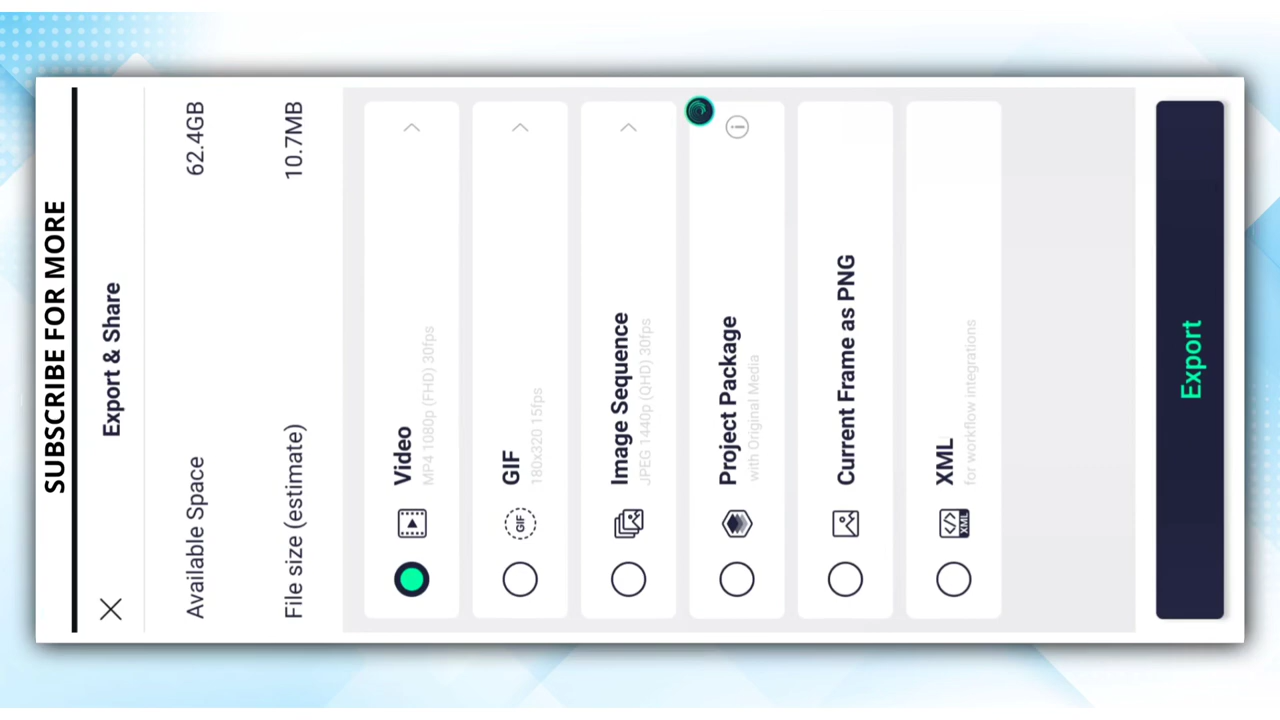 SUBSCRIBE FOR MORE
Export & Share
Available Space 62.4GB
File size (estimate) 10.7MB
Video
MP4 1080p (FHD) 30fps
GIF
GIF
180x320 15fps
Image Sequence
JPEG 1440p (QHD) 30fps
Project Package
with Original Media
Current Frame as PNG
XML
XML
for workflow integrations
Export